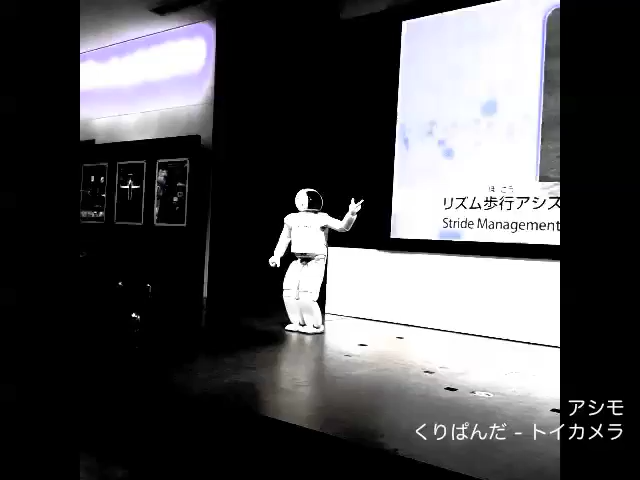 ほこう
リズム歩行アシス
Stride Management
アシモ
くりぱんだ - トイカメラ